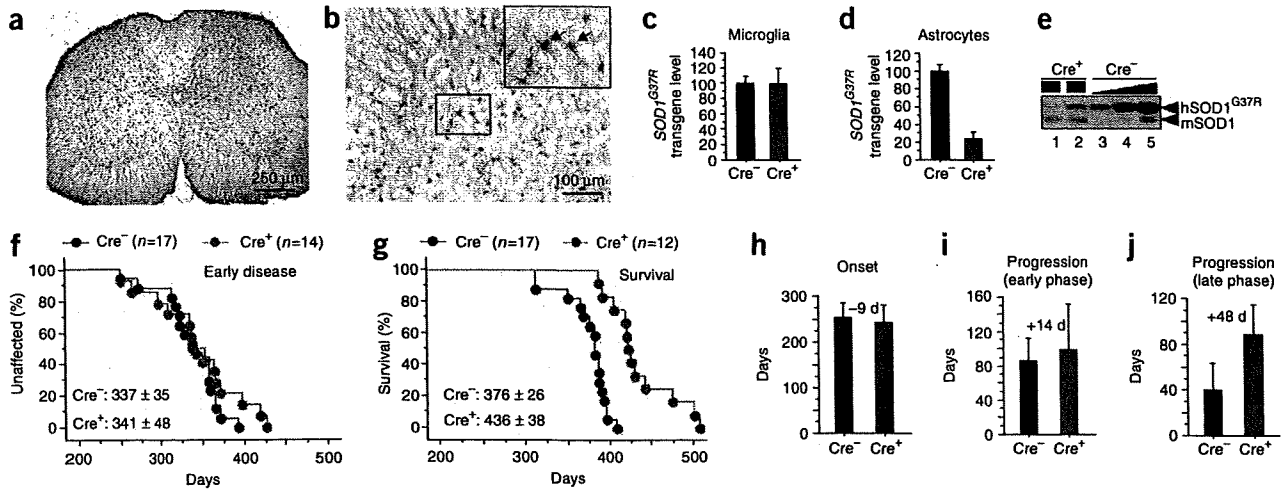 a
250 µm
b
100 µm
c
Microglia
SOD1^G37R
transgene level
140
120
100
80
60
40
20
0
Cre⁻ Cre⁺
d
Astrocytes
SOD1^G37R
transgene level
120
100
80
60
40
20
0
Cre⁻ Cre⁺
e
Cre⁺ Cre⁻
hSOD1^G37R
mSOD1
1 2 3 4 5
f
Cre⁻ (n=17) Cre⁺ (n=14)
Early disease
Unaffected (%)
100
80
60
40
20
0
Cre⁻: 337 ± 35
Cre⁺: 341 ± 48
200 300 400 500
Days
g
Cre⁻ (n=17) Cre⁺ (n=12)
Survival
Survival (%)
100
80
60
40
20
0
Cre⁻: 376 ± 26
Cre⁺: 436 ± 38
200 300 400 500
Days
h
Onset
–9 d
Days
300
200
100
0
Cre⁻ Cre⁺
i
Progression
(early phase)
+14 d
Days
160
120
80
40
0
Cre⁻ Cre⁺
j
Progression
(late phase)
+48 d
Days
120
80
40
0
Cre⁻ Cre⁺